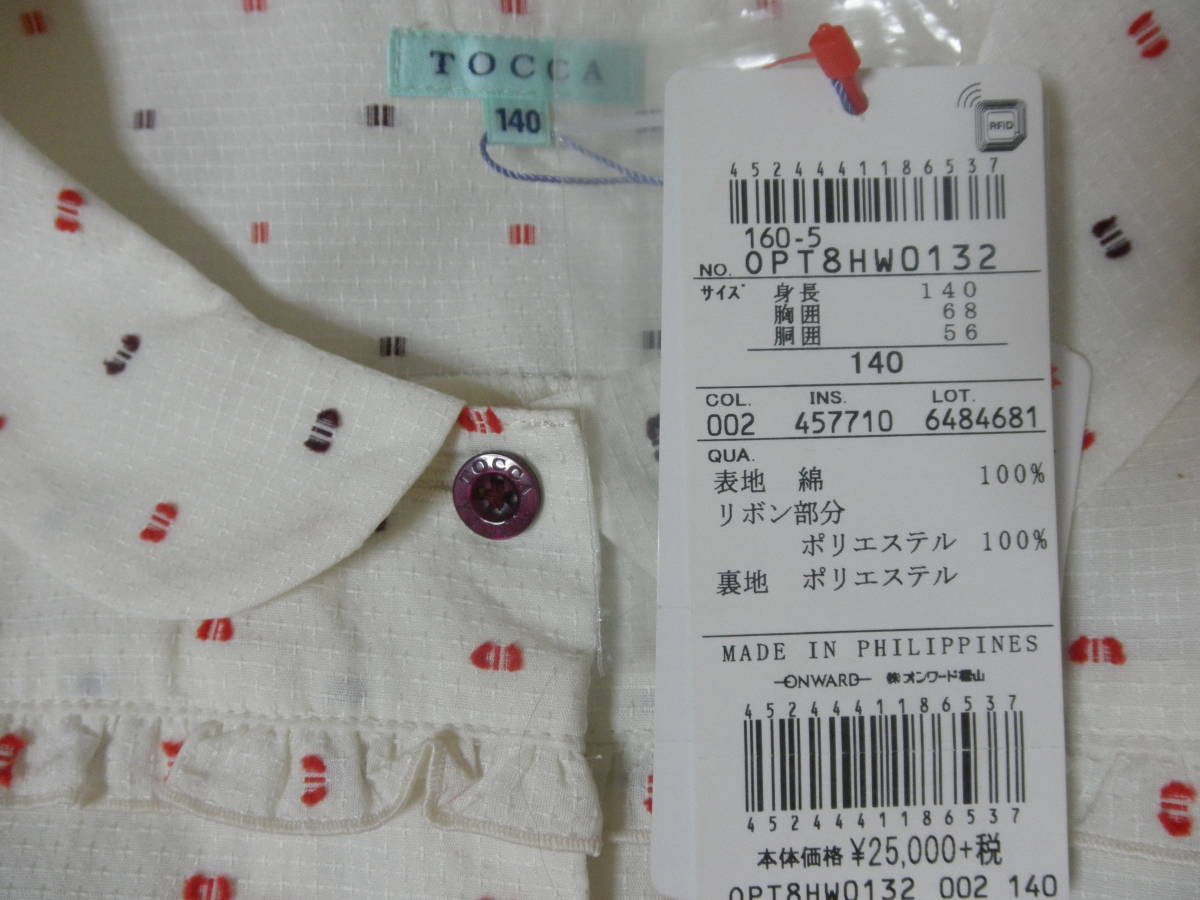 TOCCA
140
TOCCA
RFID
4524441186537
160-5
NO. OPT8HW0132
サイズ 身長 140
胸囲 68
胴囲 56
140
COL. INS. LOT.
002 457710 6484681
QUA.
表地 綿 100%
リボン部分
ポリエステル 100%
裏地 ポリエステル
MADE IN PHILIPPINES
ONWARD ㈱オンワード樫山
4524441186537
4524441186537
本体価格 ¥25,000+税
OPT8HW0132 002 140